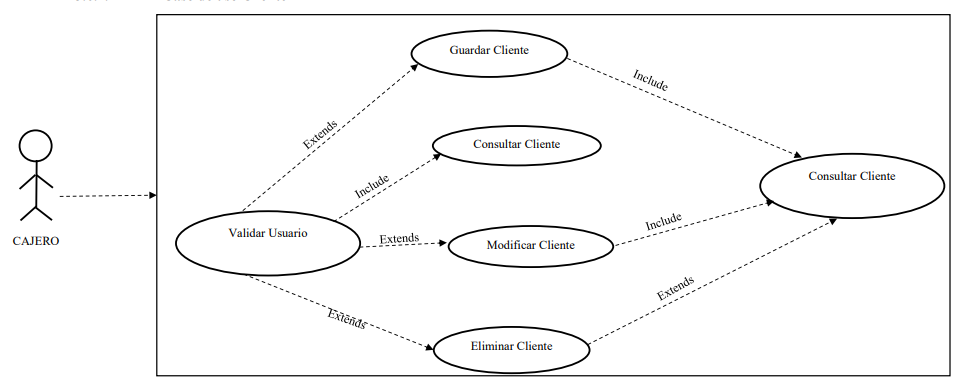 Guardar Cliente
Include
Extends
Consultar Cliente
Include
Consultar Cliente
CAJERO
Validar Usuario
Extends
Modificar Cliente
Include
Extends
Extends
Eliminar Cliente